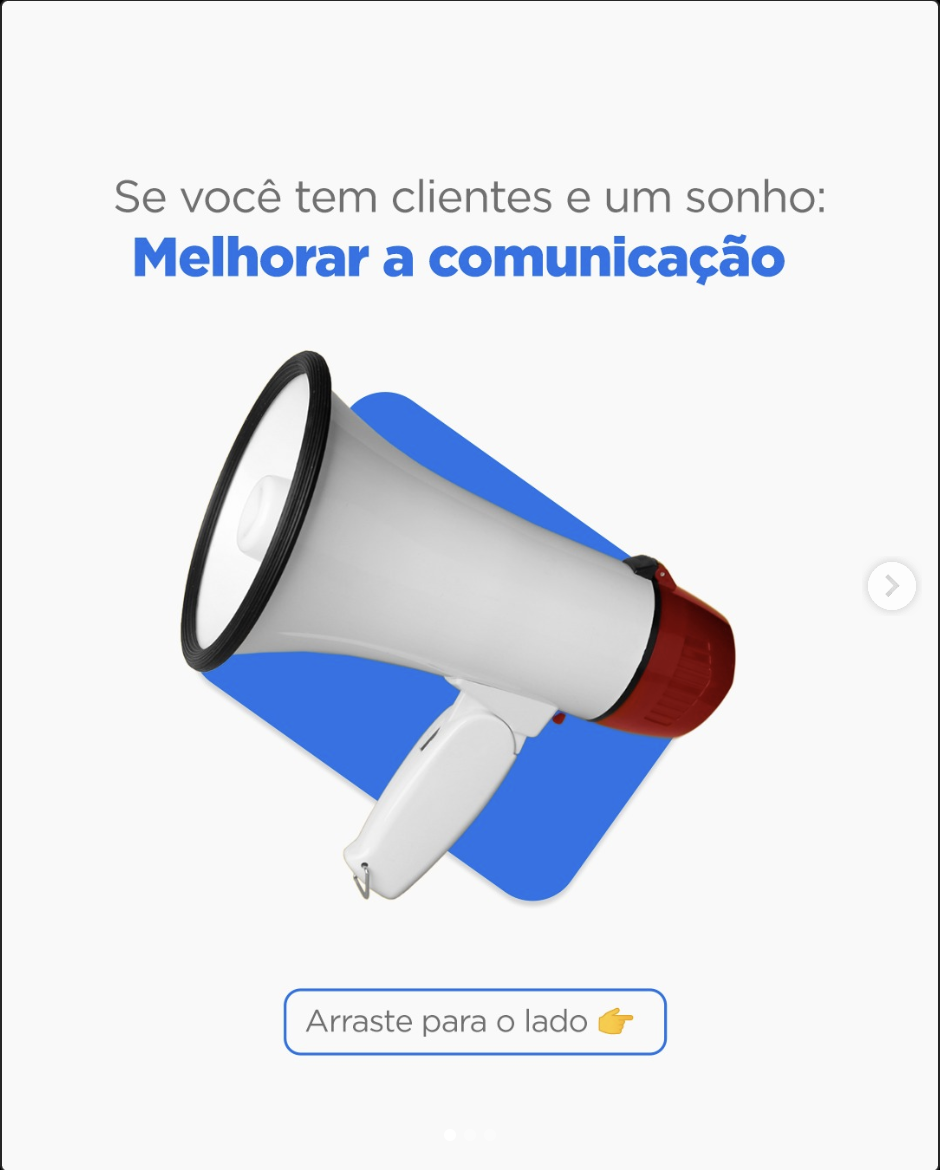 Se você tem clientes e um sonho:
Melhorar a comunicação
Arraste para o lado 👉